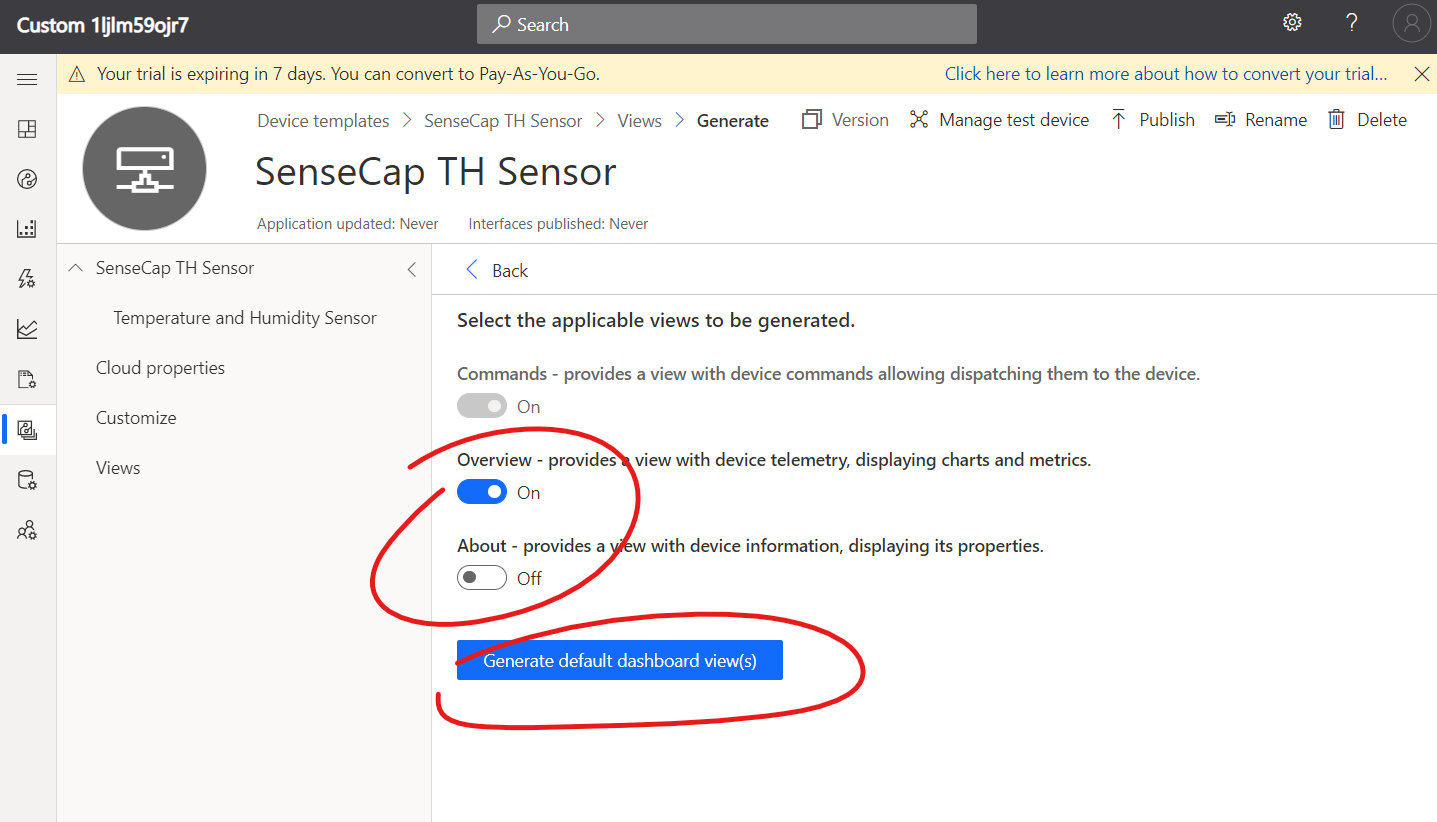 Custom 1ljlm59ojr7
Search
?
Your trial is expiring in 7 days. You can convert to Pay-As-You-Go.
Click here to learn more about how to convert your trial...
Device templates > SenseCap TH Sensor > Views > Generate
Version
Manage test device
Publish
Rename
Delete
SenseCap TH Sensor
Application updated: Never
Interfaces published: Never
SenseCap TH Sensor
Temperature and Humidity Sensor
Cloud properties
Customize
Views
Back
Select the applicable views to be generated.
Commands - provides a view with device commands allowing dispatching them to the device.
On
Overview - provides a view with device telemetry, displaying charts and metrics.
On
About - provides a view with device information, displaying its properties.
Off
Generate default dashboard view(s)